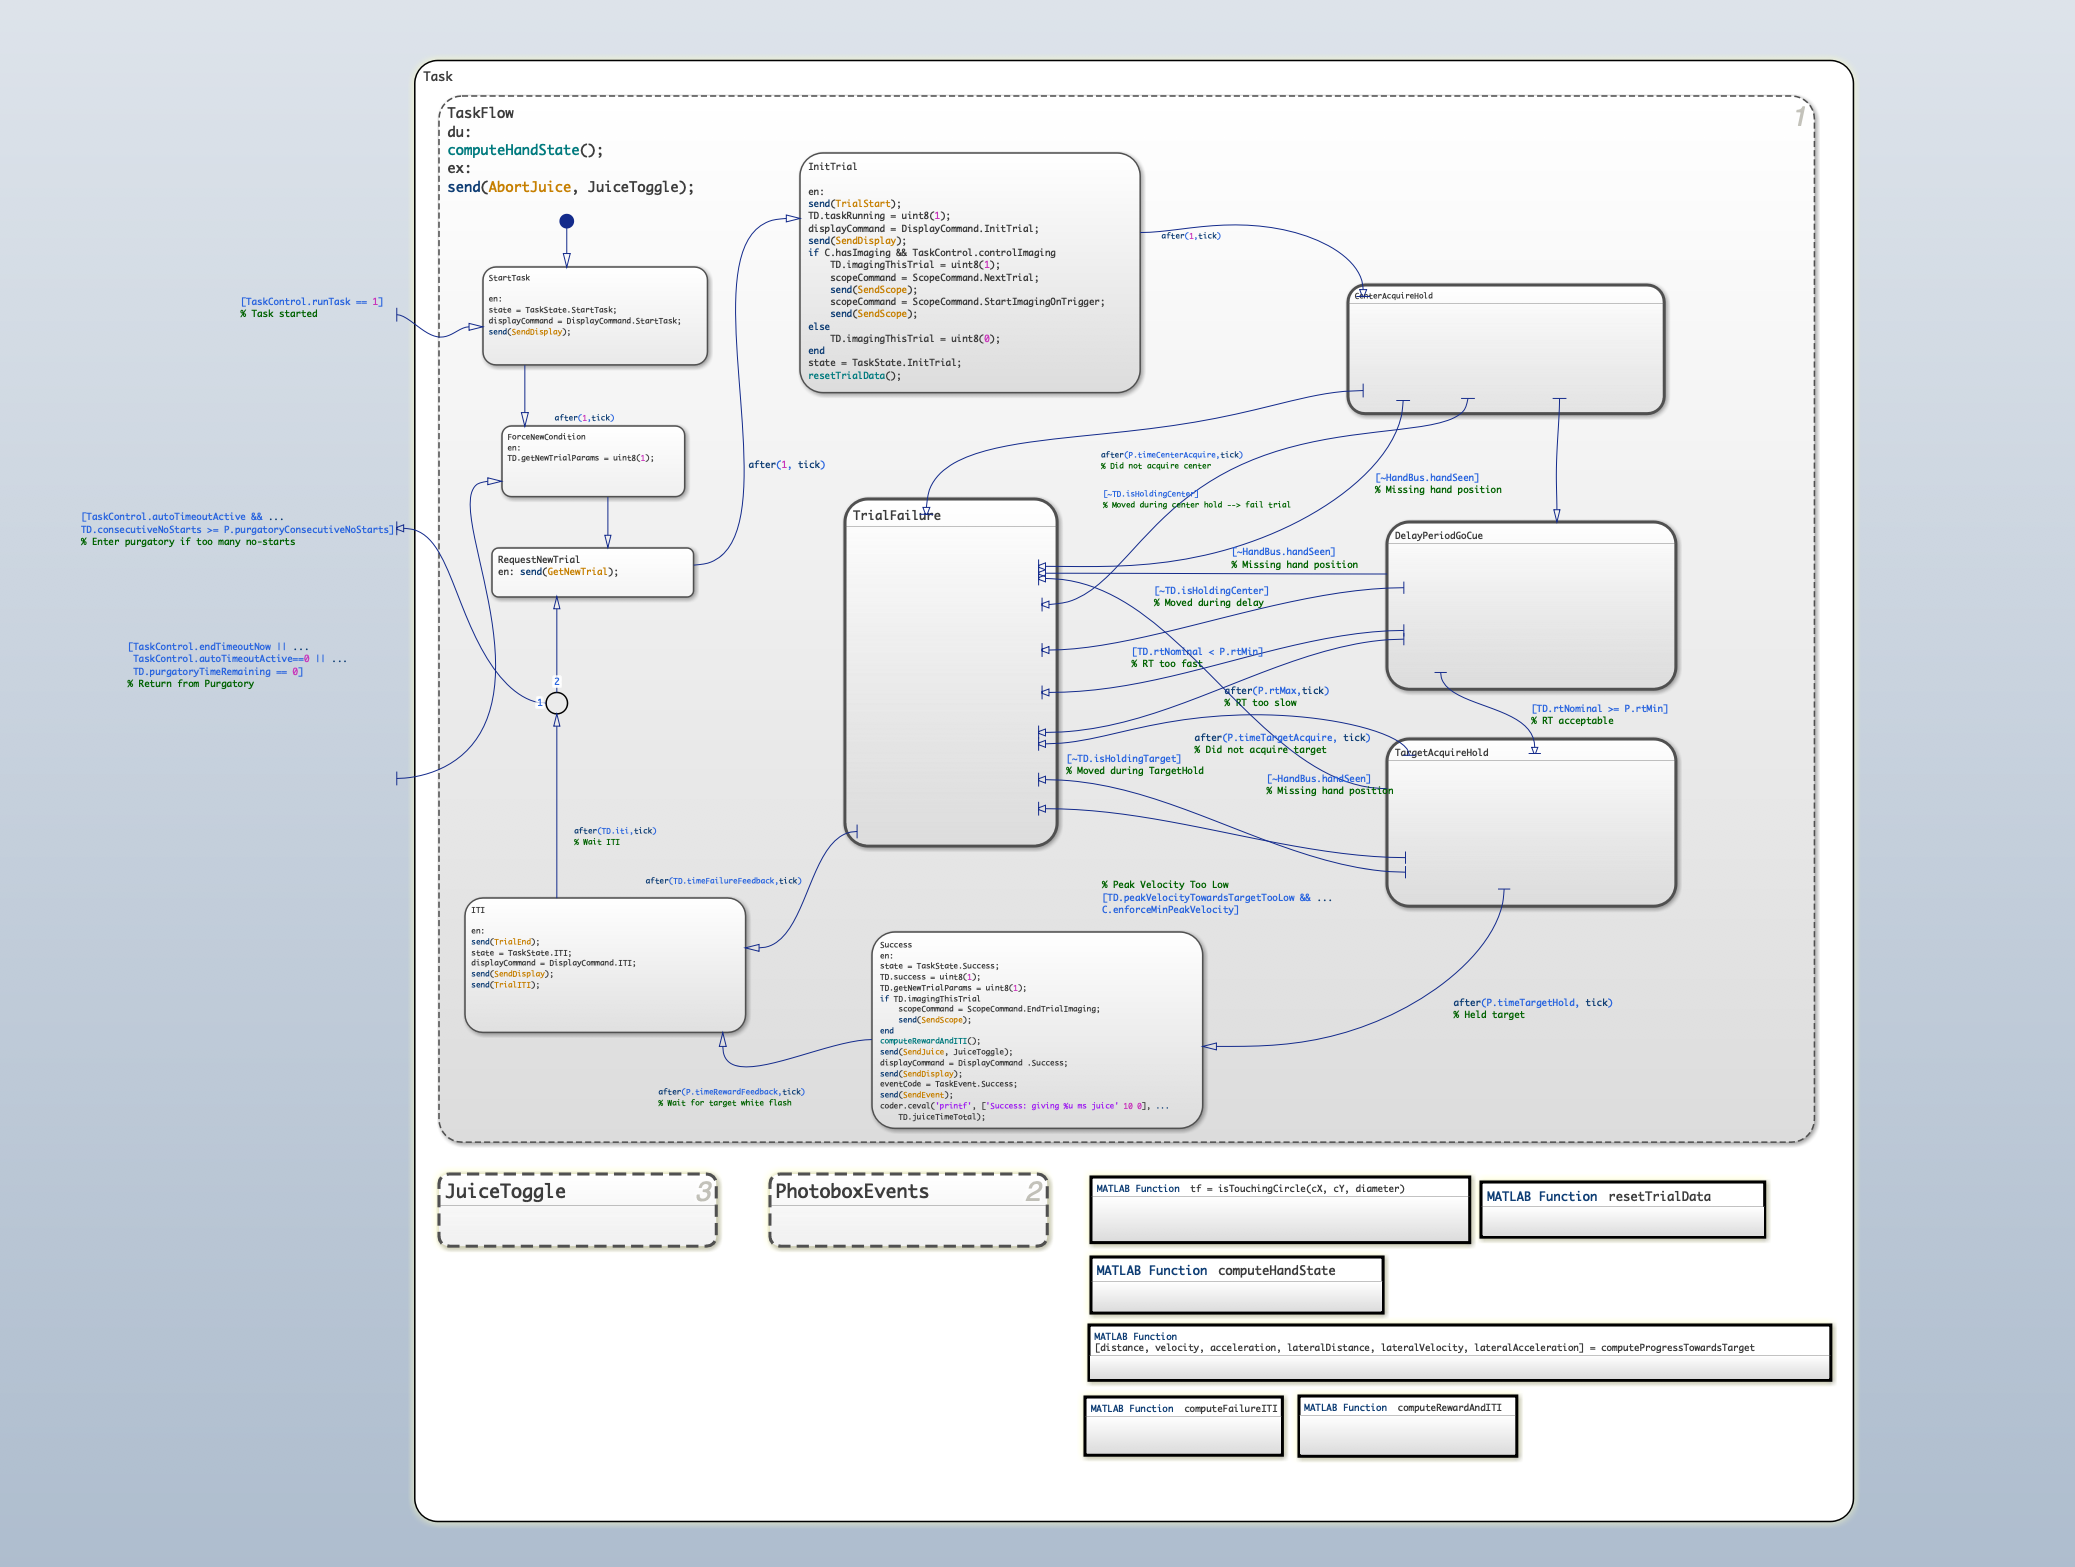 Task
TaskFlow
du:
computeHandState();
ex:
send(AbortJuice, JuiceToggle);
1
StartTask
en:
state = TaskState.StartTask;
displayCommand = DisplayCommand.StartTask;
send(SendDisplay);
[TaskControl.runTask == 1]
% Task started
after(1,tick)
ForceNewCondition
en:
TD.getNewTrialParams = uint8(1);
RequestNewTrial
en: send(GetNewTrial);
after(1, tick)
InitTrial
en:
send(TrialStart);
TD.taskRunning = uint8(1);
displayCommand = DisplayCommand.InitTrial;
send(SendDisplay);
if C.hasImaging && TaskControl.controlImaging
    TD.imagingThisTrial = uint8(1);
    scopeCommand = ScopeCommand.NextTrial;
    send(SendScope);
    scopeCommand = ScopeCommand.StartImagingOnTrigger;
    send(SendScope);
else
    TD.imagingThisTrial = uint8(0);
end
state = TaskState.InitTrial;
resetTrialData();
after(1,tick)
CenterAcquireHold
after(P.timeCenterAcquire,tick)
% Did not acquire center
[~TD.isHoldingCenter]
% Moved during center hold --> fail trial
[~HandBus.handSeen]
% Missing hand position
TrialFailure
DelayPeriodGoCue
[~HandBus.handSeen]
% Missing hand position
[~TD.isHoldingCenter]
% Moved during delay
[TD.rtNominal < P.rtMin]
% RT too fast
after(P.rtMax,tick)
% RT too slow
[TD.rtNominal >= P.rtMin]
% RT acceptable
after(P.timeTargetAcquire, tick)
% Did not acquire target
TargetAcquireHold
[~TD.isHoldingTarget]
% Moved during TargetHold
[~HandBus.handSeen]
% Missing hand position
% Peak Velocity Too Low
[TD.peakVelocityTowardsTargetTooLow && ...
C.enforceMinPeakVelocity]
[TaskControl.autoTimeoutActive && ...
TD.consecutiveNoStarts >= P.purgatoryConsecutiveNoStarts]
% Enter purgatory if too many no-starts
[TaskControl.endTimeoutNow || ...
TaskControl.autoTimeoutActive==0 || ...
TD.purgatoryTimeRemaining == 0]
% Return from Purgatory
2
1
after(TD.iti,tick)
% Wait ITI
after(TD.timeFailureFeedback,tick)
ITI
en:
send(TrialEnd);
state = TaskState.ITI;
displayCommand = DisplayCommand.ITI;
send(SendDisplay);
send(TrialITI);
Success
en:
state = TaskState.Success;
TD.success = uint8(1);
TD.getNewTrialParams = uint8(1);
if TD.imagingThisTrial
    scopeCommand = ScopeCommand.EndTrialImaging;
    send(SendScope);
end
computeRewardAndITI();
send(SendJuice, JuiceToggle);
displayCommand = DisplayCommand .Success;
send(SendDisplay);
eventCode = TaskEvent.Success;
send(SendEvent);
coder.ceval('printf', ['Success: giving %u ms juice' 10 0], ...
    TD.juiceTimeTotal);
after(P.timeTargetHold, tick)
% Held target
after(P.timeRewardFeedback,tick)
% Wait for target white flash
JuiceToggle 3
PhotoboxEvents 2
MATLAB Function tf = isTouchingCircle(cX, cY, diameter)
MATLAB Function resetTrialData
MATLAB Function computeHandState
MATLAB Function
[distance, velocity, acceleration, lateralDistance, lateralVelocity, lateralAcceleration] = computeProgressTowardsTarget
MATLAB Function computeFailureITI
MATLAB Function computeRewardAndITI